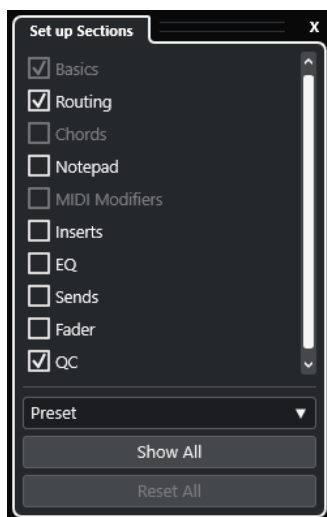 Set up Sections
X
Basics
Routing
Chords
Notepad
MIDI Modifiers
Inserts
EQ
Sends
Fader
QC
Preset
Show All
Reset All